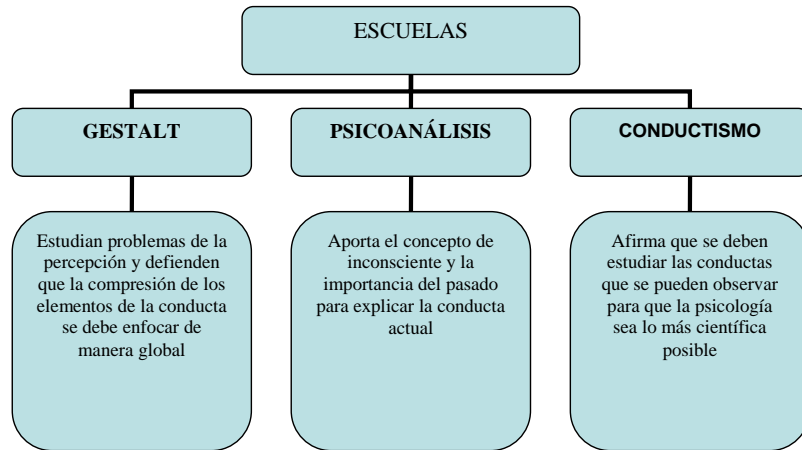 ESCUELAS
GESTALT
PSICOANÁLISIS
CONDUCTISMO
Estudian problemas de la
percepción y defienden
que la compresión de los
elementos de la conducta
se debe enfocar de
manera global
Aporta el concepto de
inconsciente y la
importancia del pasado
para explicar la conducta
actual
Afirma que se deben
estudiar las conductas
que se pueden observar
para que la psicología
sea lo más científica
posible